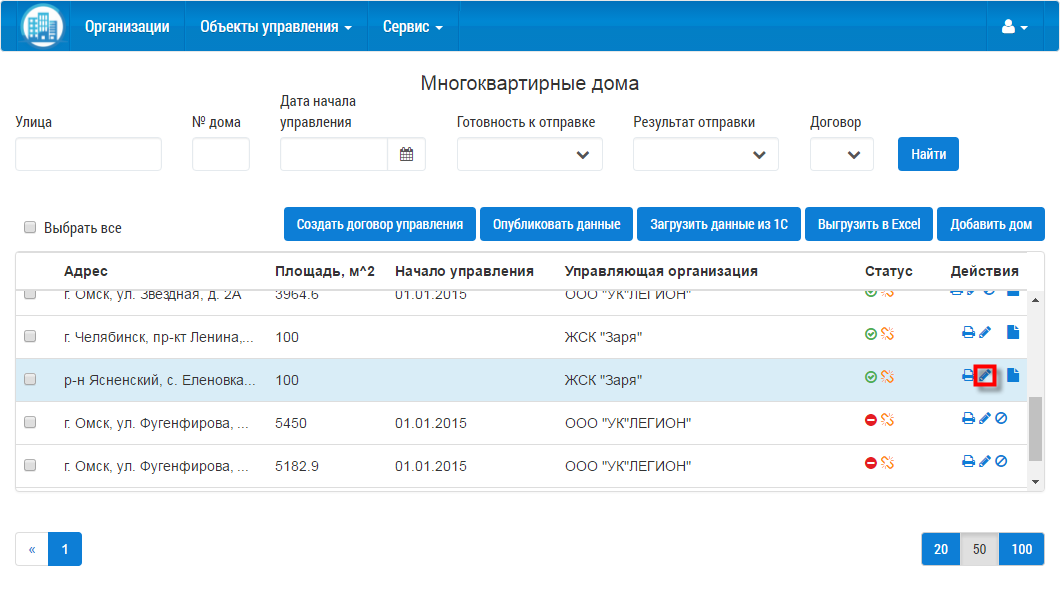 Организации Объекты управления Сервис
Многоквартирные дома
Улица № дома Дата начала управления Готовность к отправке Результат отправки Договор
Найти
Выбрать все Создать договор управления Опубликовать данные Загрузить данные из 1С Выгрузить в Excel Добавить дом
Адрес Площадь, м^2 Начало управления Управляющая организация Статус Действия
г. Омск, ул. Звездная, д. 2А 3964.6 01.01.2015 ООО "УК"ЛЕГИОН"
г. Челябинск, пр-кт Ленина,... 100 ЖСК "Заря"
р-н Ясненский, с. Еленовка... 100 ЖСК "Заря"
г. Омск, ул. Фугенфирова, ... 5450 01.01.2015 ООО "УК"ЛЕГИОН"
г. Омск, ул. Фугенфирова, ... 5182.9 01.01.2015 ООО "УК"ЛЕГИОН"
« 1 20 50 100